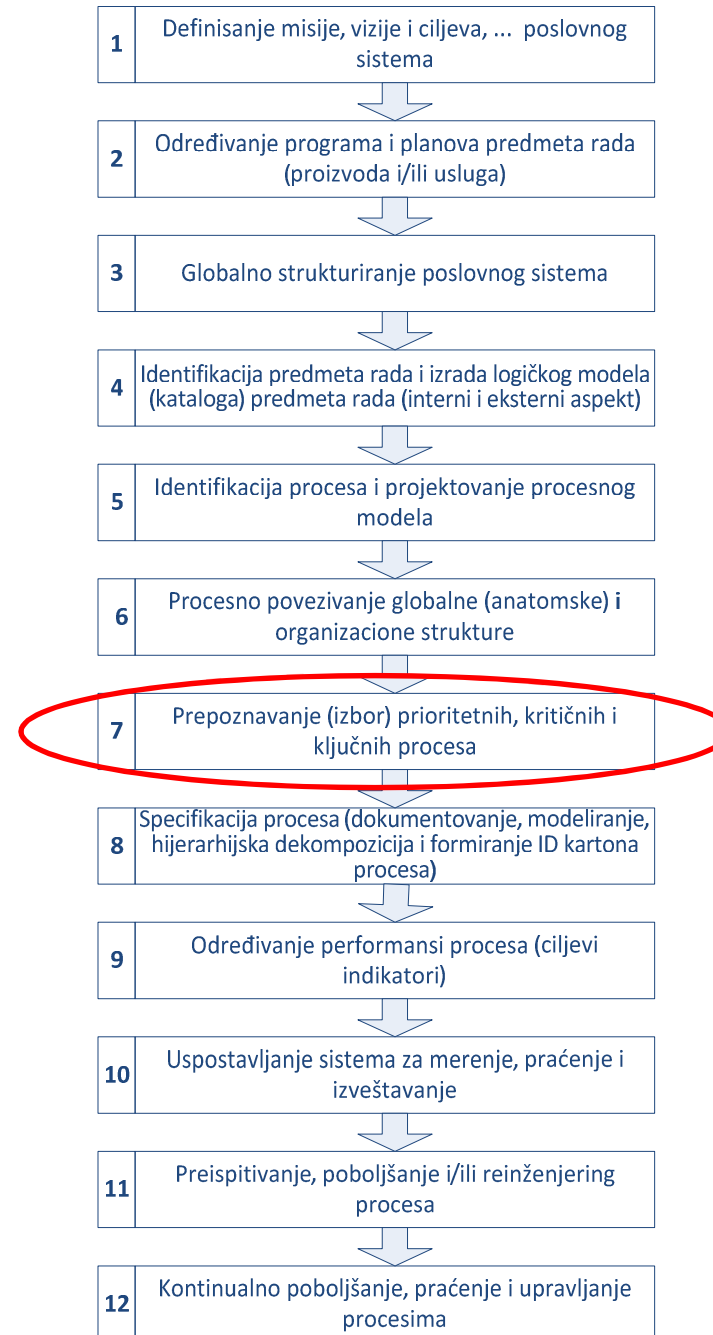 1
Definisanje misije, vizije i ciljeva, ... poslovnog
sistema
2
Određivanje programa i planova predmeta rada
(proizvoda i/ili usluga)
3
Globalno strukturiranje poslovnog sistema
4
Identifikacija predmeta rada i izrada logičkog modela
(kataloga) predmeta rada (interni i eksterni aspekt)
5
Identifikacija procesa i projektovanje procesnog
modela
6
Procesno povezivanje globalne (anatomske) i
organizacione strukture
7
Prepoznavanje (izbor) prioritetnih, kritičnih i
ključnih procesa
8
Specifikacija procesa (dokumentovanje, modeliranje,
hijerarhijska dekompozicija i formiranje ID kartona
procesa)
9
Određivanje performansi procesa (ciljevi
indikatori)
10
Uspostavljanje sistema za merenje, praćenje i
izveštavanje
11
Preispitivanje, poboljšanje i/ili reinženjering
procesa
12
Kontinualno poboljšanje, praćenje i upravljanje
procesima